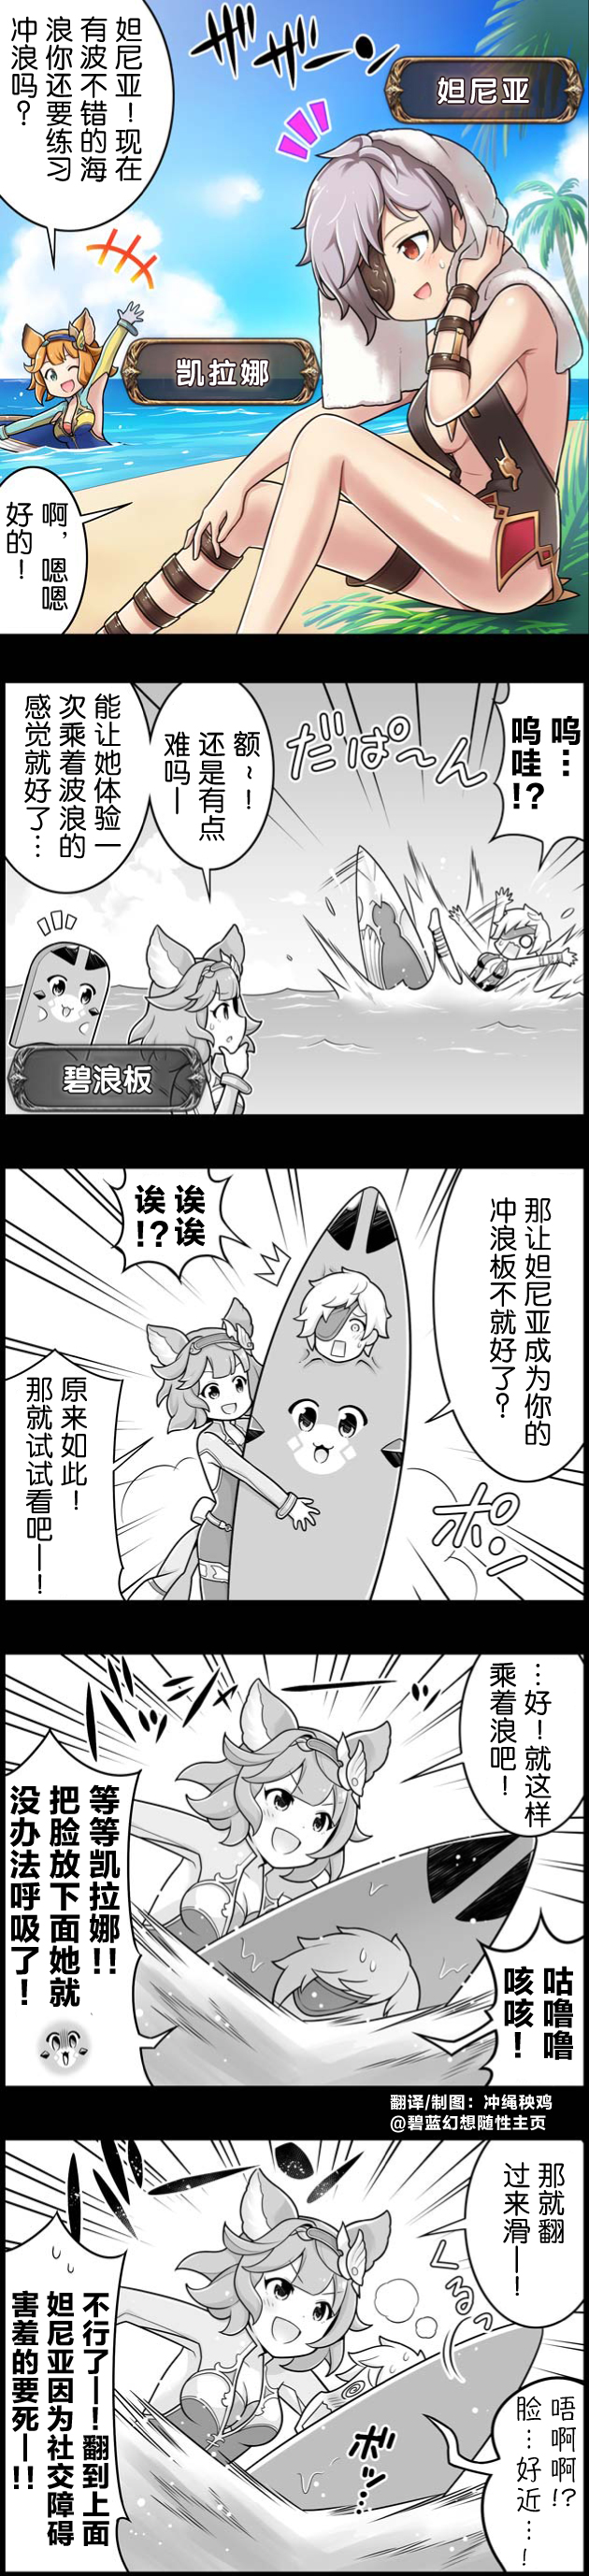 妲尼亚！现在
有波不错的海
浪你还要练习
冲浪吗？
ザザーン
妲尼亚
凯拉娜
啊，嗯嗯
好的！
呜…
呜哇!?
だぱ～ん
额~！
还是有点
难吗—
能让她体验一
次乘着波浪的
感觉就好了…
碧浪板
那让妲尼亚成为你的
冲浪板不就好了？
诶诶
诶!?
原来如此！
那就试试看吧—！
ポン
…好！就这样
乘着浪吧！
等等凯拉娜!!
把脸放下面她就
没办法呼吸了！
咕噜噜
咳咳！
翻译/制图：冲绳秧鸡
@碧蓝幻想随性主页
那就翻
过来滑—！
くるっ
唔啊啊!?
脸…好近…！
ボッ…
不行了—！翻到上面
妲尼亚因为社交障碍
害羞的要死—!!